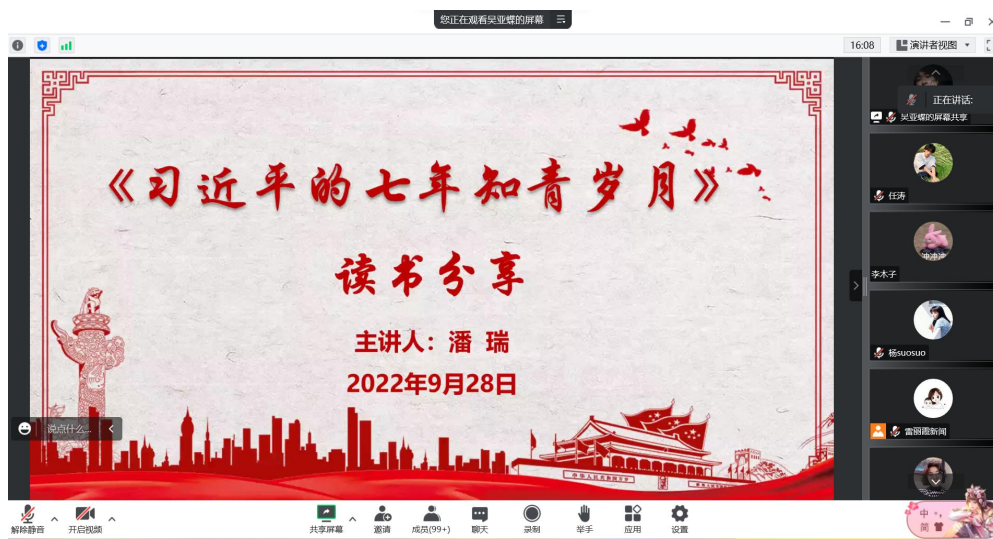 您正在观看吴亚蝶的屏幕
16:08
演讲者视图
正在讲话:
吴亚蝶的屏幕共享
任涛
冲冲冲
李木子
杨suosuo
雷丽霞新闻
《习近平的七年知青岁月》
读书分享
主讲人：潘 瑞
2022年9月28日
说点什么...
解除静音
开启视频
共享屏幕
邀请
成员(99+)
聊天
录制
举手
应用
设置
中
简